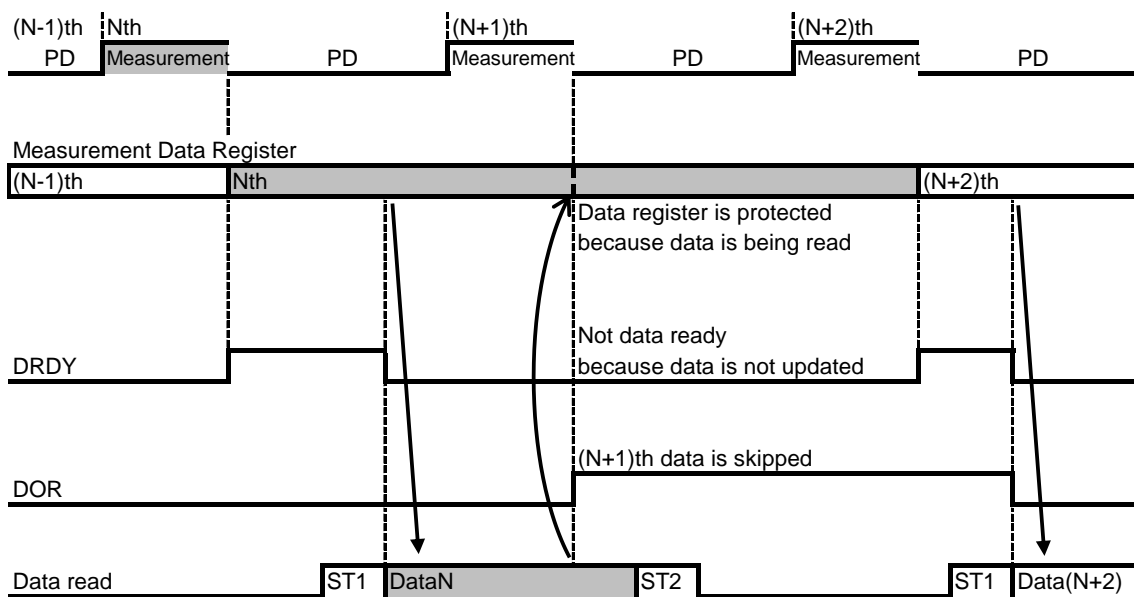 (N-1)th Nth (N+1)th (N+2)th
PD Measurement PD Measurement PD Measurement PD
Measurement Data Register
(N-1)th Nth (N+2)th
Data register is protected
because data is being read
Not data ready
DRDY because data is not updated
(N+1)th data is skipped
DOR
Data read ST1 DataN ST2 ST1 Data(N+2)